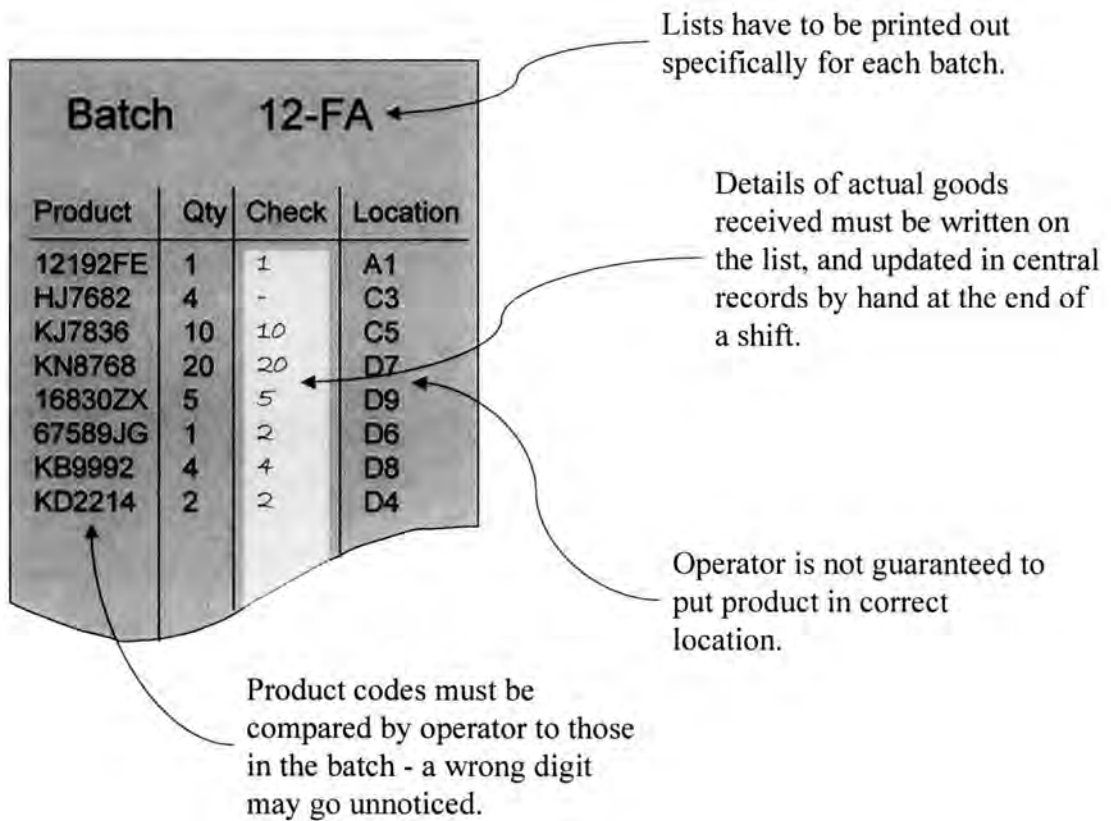 Lists have to be printed out
specifically for each batch.
Batch 12-FA
Details of actual goods
received must be written on
the list, and updated in central
records by hand at the end of
a shift.
Product Qty Check Location
12192FE 1 1 A1
HJ7682 4 - C3
KJ7836 10 10 C5
KN8768 20 20 D7
16830ZX 5 5 D9
67589JG 1 2 D6
KB9992 4 4 D8
KD2214 2 2 D4
Operator is not guaranteed to
put product in correct
location.
Product codes must be
compared by operator to those
in the batch - a wrong digit
may go unnoticed.